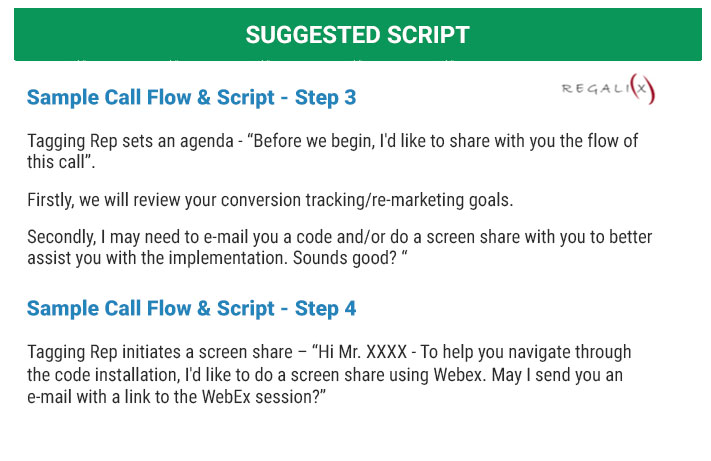 SUGGESTED SCRIPT
REGALI(X)
Sample Call Flow & Script - Step 3
Tagging Rep sets an agenda - “Before we begin, I'd like to share with you the flow of
this call”.
Firstly, we will review your conversion tracking/re-marketing goals.
Secondly, I may need to e-mail you a code and/or do a screen share with you to better
assist you with the implementation. Sounds good? “
Sample Call Flow & Script - Step 4
Tagging Rep initiates a screen share – “Hi Mr. XXXX - To help you navigate through
the code installation, I'd like to do a screen share using Webex. May I send you an
e-mail with a link to the WebEx session?”